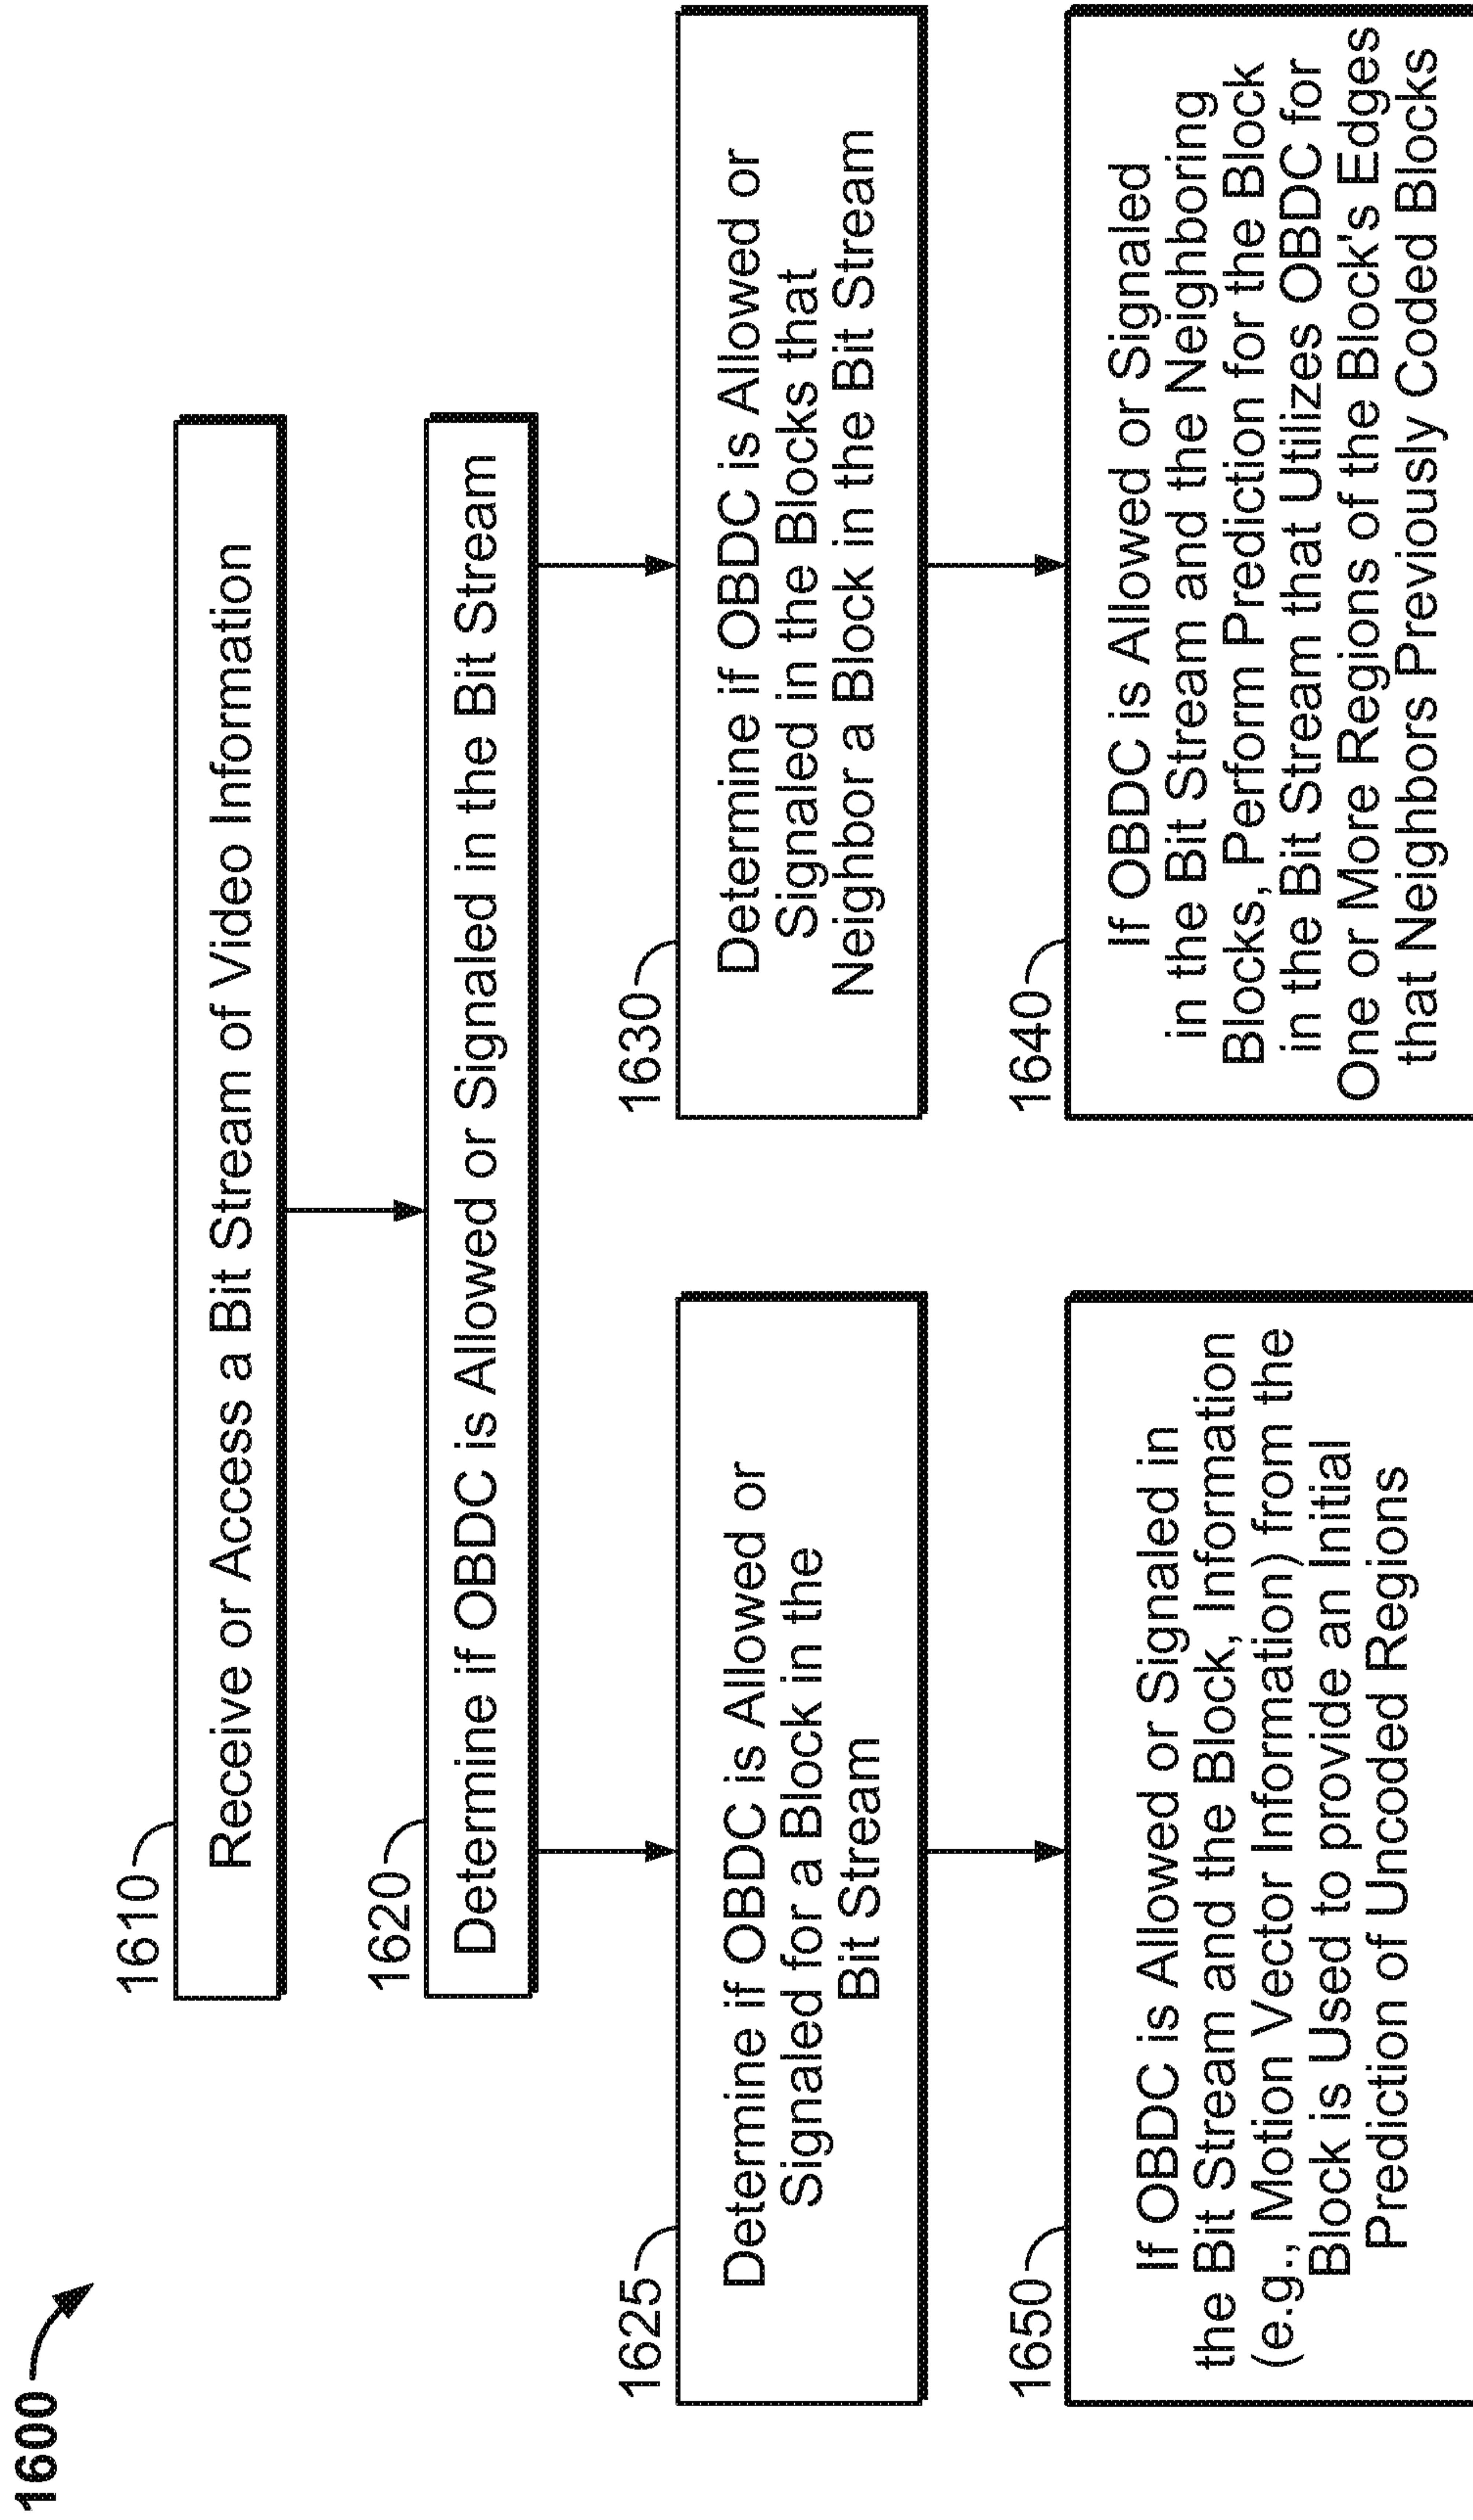 1600
1610
Receive or Access a Bit Stream of Video Information
1620
Determine if OBDC is Allowed or Signaled in the Bit Stream
1625
Determine if OBDC is Allowed or
Signaled for a Block in the
Bit Stream
1630
Determine if OBDC is Allowed or
Signaled in the Blocks that
Neighbor a Block in the Bit Stream
1650
If OBDC is Allowed or Signaled in
the Bit Stream and the Block, Information
(e.g., Motion Vector Information) from the
Block is Used to provide an Initial
Prediction of Uncoded Regions
1640
If OBDC is Allowed or Signaled
in the Bit Stream and the Neighboring
Blocks, Perform Prediction for the Block
in the Bit Stream that Utilizes OBDC for
One or More Regions of the Block's Edges
that Neighbors Previously Coded Blocks